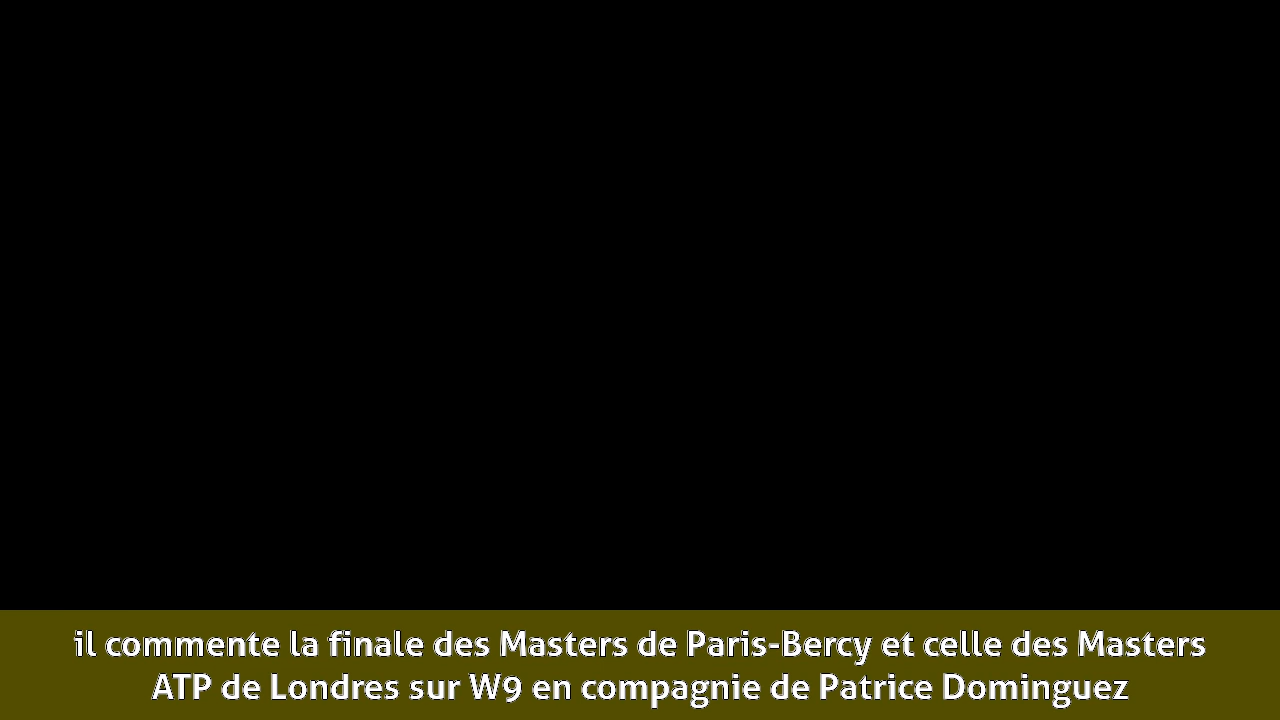 il commente la finale des Masters de Paris-Bercy et celle des Masters
ATP de Londres sur W9 en compagnie de Patrice Dominguez